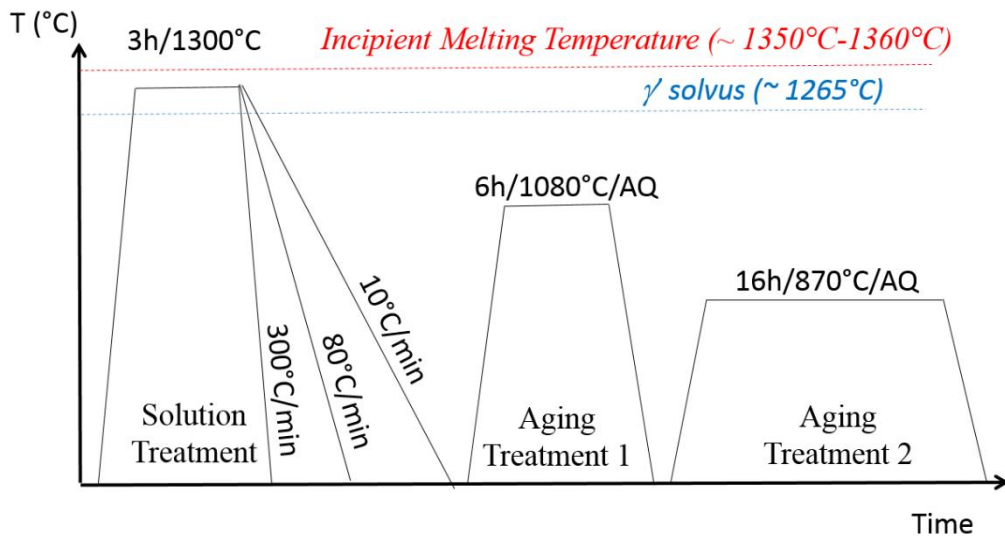 T (°C)
3h/1300°C
Incipient Melting Temperature (~ 1350°C-1360°C)
γ' solvus (~ 1265°C)
6h/1080°C/AQ
16h/870°C/AQ
300°C/min
80°C/min
10°C/min
Solution
Treatment
Aging
Treatment 1
Aging
Treatment 2
Time